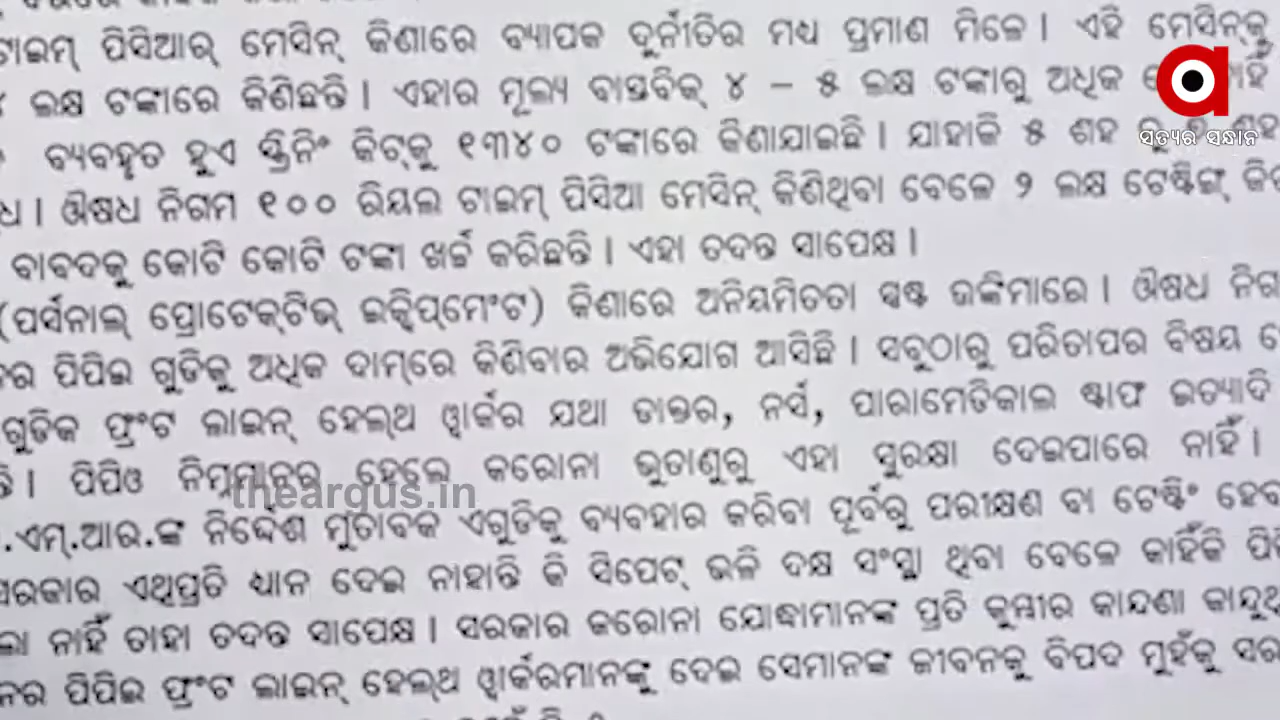 ଟାଇମ୍ ପିସିଆର୍ ମେସିନ୍ କିଣାରେ ବ୍ୟାପକ ଦୁର୍ନୀତିର ମଧ୍ୟ ପ୍ରମାଣ ମିଳେ। ଏହି ମେସିନ୍‌କୁ
ଲକ୍ଷ ଟଙ୍କାରେ କିଣିଛନ୍ତି। ଏହାର ମୂଲ୍ୟ ବାସ୍ତବିକ୍ ୪ – ୫ ଲକ୍ଷ ଟଙ୍କାରୁ ଅଧିକ
ସତ୍ୟର ସନ୍ଧାନ
ବ୍ୟବହୃତ ହୁଏ ସ୍କ୍ରିନିଂ କିଟ୍‌କୁ ୧୩୪୦ ଟଙ୍କାରେ କିଣାଯାଇଛି। ଯାହାକି ୫ ଶହ
ଔଷଧ ନିଗମ ୧୦୦ ରିୟଲ ଟାଇମ୍ ପିସିଆ ମେସିନ୍ କିଣିଥିବା ବେଳେ ୨ ଲକ୍ଷ ଟେଷ୍ଟିଙ୍ଗ୍
ବାବଦକୁ କୋଟି କୋଟି ଟଙ୍କା ଖର୍ଚ୍ଚ କରିଛନ୍ତି। ଏହା ତଦନ୍ତ ସାପେକ୍ଷ।
(ପର୍ସନାଲ୍ ପ୍ରୋଟେକ୍‌ଟିଭ୍ ଇକ୍ୱିପ୍‌ମେଂଟ) କିଣାରେ ଅନିୟମିତତା ସ୍ପଷ୍ଟ ଉଙ୍କିମାରେ। ଔଷଧ
ପିପିଇ ଗୁଡିକୁ ଅଧିକ ଦାମ୍‌ରେ କିଣିବାର ଅଭିଯୋଗ ଆସିଛି। ସବୁଠାରୁ ପରିତାପର ବିଷୟ
ଗୁଡିକ ଫ୍ରଂଟ ଲାଇନ୍ ହେଲ୍‌ଥ ୱାର୍କର ଯଥା ଡାକ୍ତର, ନର୍ସ, ପାରାମେଡିକାଲ ଷ୍ଟାଫ ଇତ୍ୟାଦି
ପିପିଓ ନିମ୍ନମାନର ହେଲେ କରୋନା ଭୁତାଣୁରୁ ଏହା ସୁରକ୍ଷା ଦେଇପାରେ ନାହିଁ।
theargus.in
.ଏମ୍.ଆର.ଙ୍କ ନିର୍ଦ୍ଦେଶ ମୁତାବକ ଏଗୁଡିକୁ ବ୍ୟବହାର କରିବା ପୂର୍ବରୁ ପରୀକ୍ଷଣ ବା ଟେଷ୍ଟିଂ
ସରକାର ଏଥିପ୍ରତି ଧ୍ୟାନ ଦେଇ ନାହାନ୍ତି କି ସିପେଟ୍ ଭଳି ଦକ୍ଷ ସଂସ୍ଥା ଥିବା ବେଳେ କାହିଁକି
ନାହିଁ ତାହା ତଦନ୍ତ ସାପେକ୍ଷ। ସରକାର କରୋନା ଯୋଦ୍ଧାମାନଙ୍କ ପ୍ରତି କୁମ୍ଭୀର କାନ୍ଦଣା
ପିପିଇ ଫ୍ରଂଟ ଲାଇନ୍ ହେଲ୍‌ଥ ୱାର୍କରମାନଙ୍କୁ ଦେଇ ସେମାନଙ୍କ ଜୀବନକୁ ବିପଦ ମୁହଁକୁ